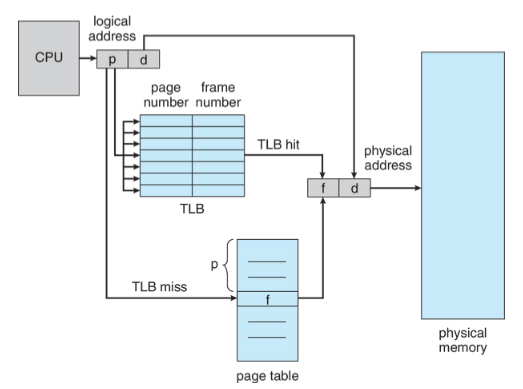 logical
address
CPU
p d
page frame
number number
TLB hit
physical
address
f d
TLB
p
TLB miss
f
physical
memory
page table